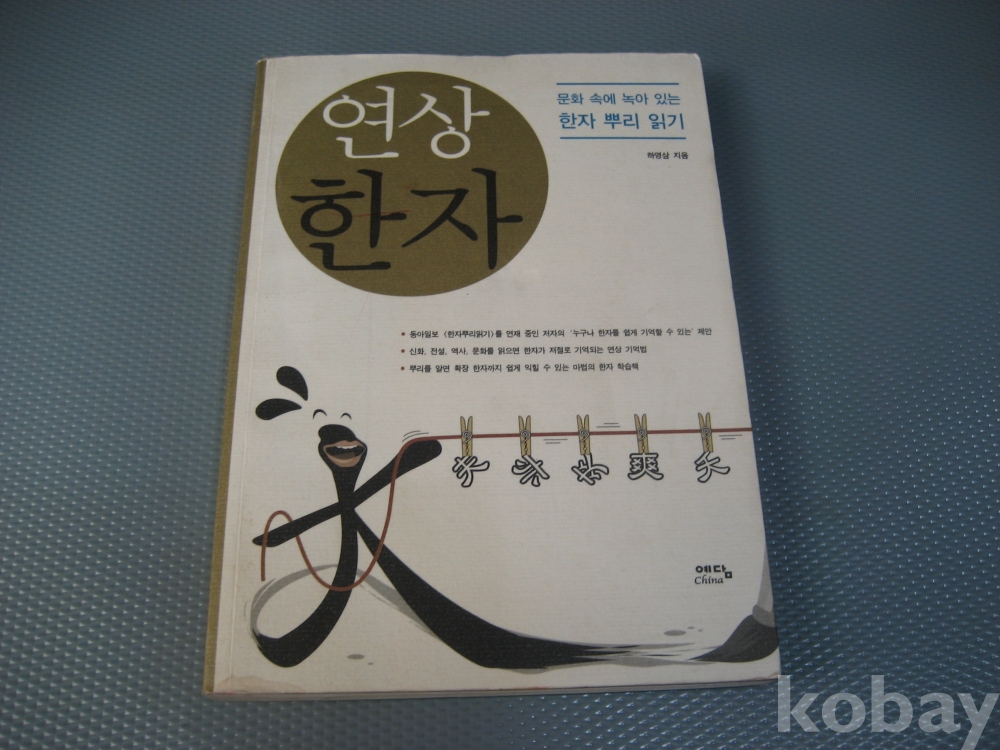 연상
한자
문화 속에 녹아 있는
한자 뿌리 읽기
하영삼 지음
동아일보 《한자뿌리읽기》를 연재 중인 저자의 '누구나 한자를 쉽게 기억할 수 있는' 제안
신화, 전설, 역사, 문화를 읽으면 한자가 저절로 기억되는 연상 기억법
뿌리를 알면 확장 한자까지 쉽게 익힐 수 있는 마법의 한자 학습책
예담
China
kobay